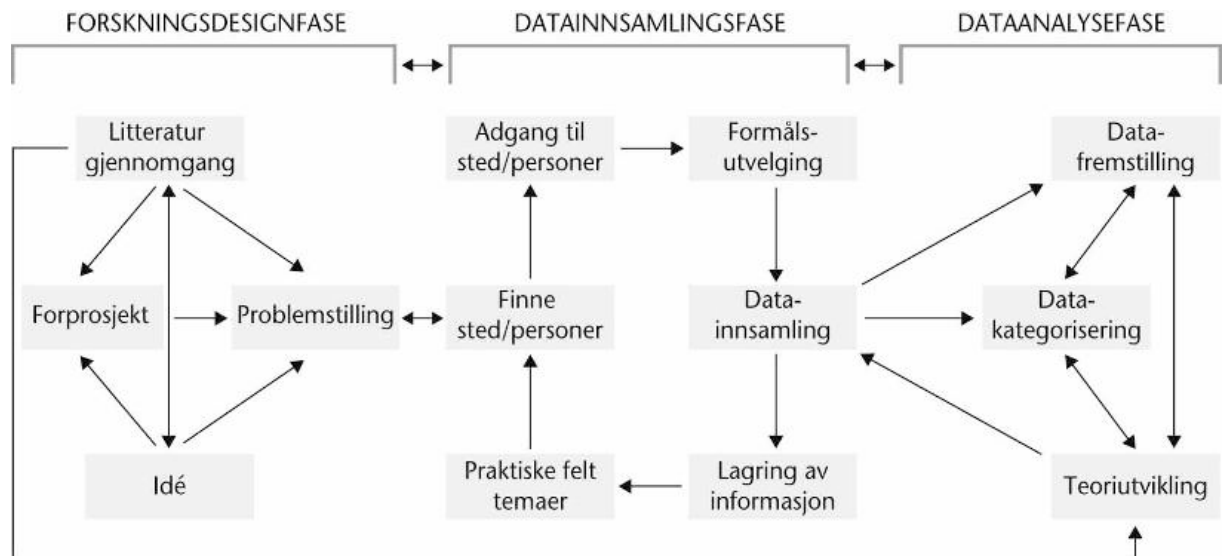 FORSKNINGSDESIGNFASE
DATAINNSAMLINGSFASE
DATAANALYSEFASE
Litteratur
gjennomgang
Adgang til
sted/personer
Formåls-
utvelging
Data-
fremstilling
Forprosjekt
Problemstilling
Finne
sted/personer
Data-
innsamling
Data-
kategorisering
Idé
Praktiske felt
temaer
Lagring av
informasjon
Teoriutvikling